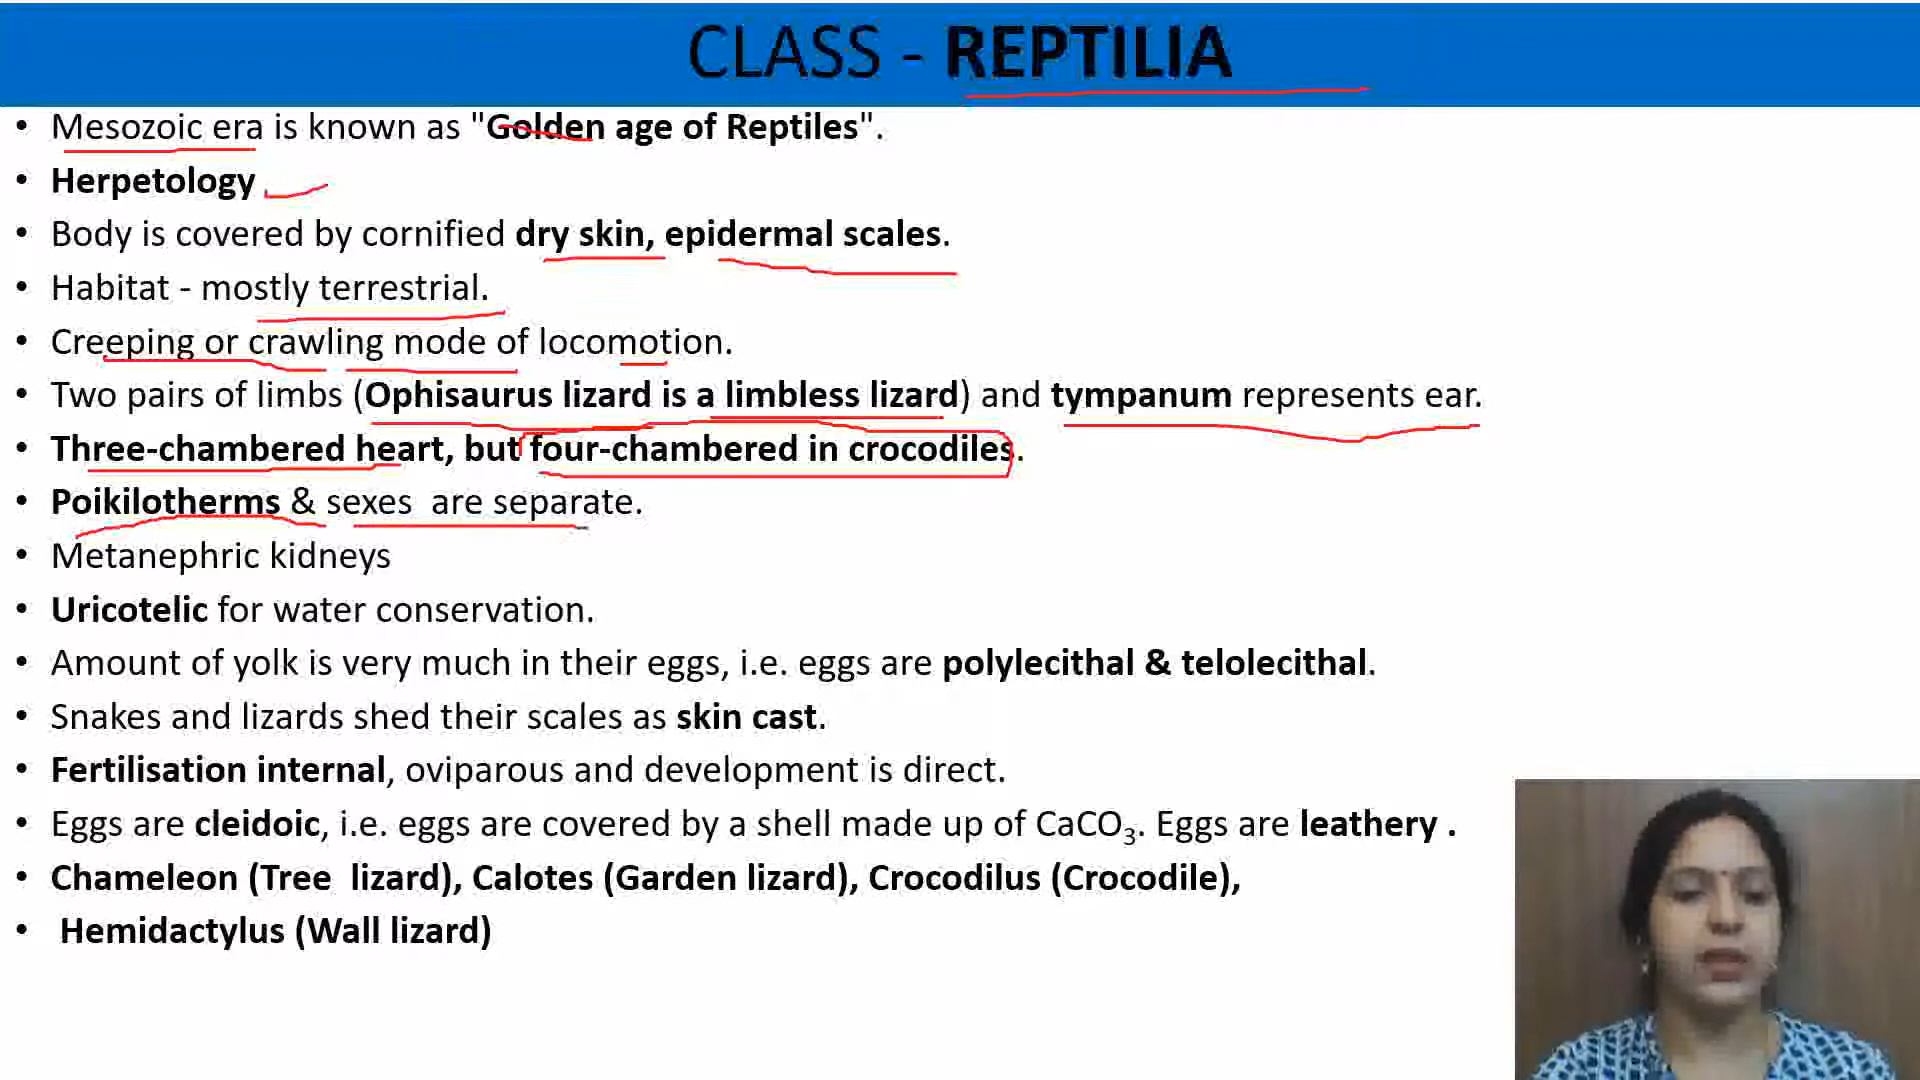 CLASS - REPTILIA
• Mesozoic era is known as "Golden age of Reptiles".
• Herpetology
• Body is covered by cornified dry skin, epidermal scales.
• Habitat - mostly terrestrial.
• Creeping or crawling mode of locomotion.
• Two pairs of limbs (Ophisaurus lizard is a limbless lizard) and tympanum represents ear.
• Three-chambered heart, but four-chambered in crocodiles.
• Poikilotherms & sexes are separate.
• Metanephric kidneys
• Uricotelic for water conservation.
• Amount of yolk is very much in their eggs, i.e. eggs are polylecithal & telolecithal.
• Snakes and lizards shed their scales as skin cast.
• Fertilisation internal, oviparous and development is direct.
• Eggs are cleidoic, i.e. eggs are covered by a shell made up of CaCO₃. Eggs are leathery .
• Chameleon (Tree lizard), Calotes (Garden lizard), Crocodilus (Crocodile),
• Hemidactylus (Wall lizard)